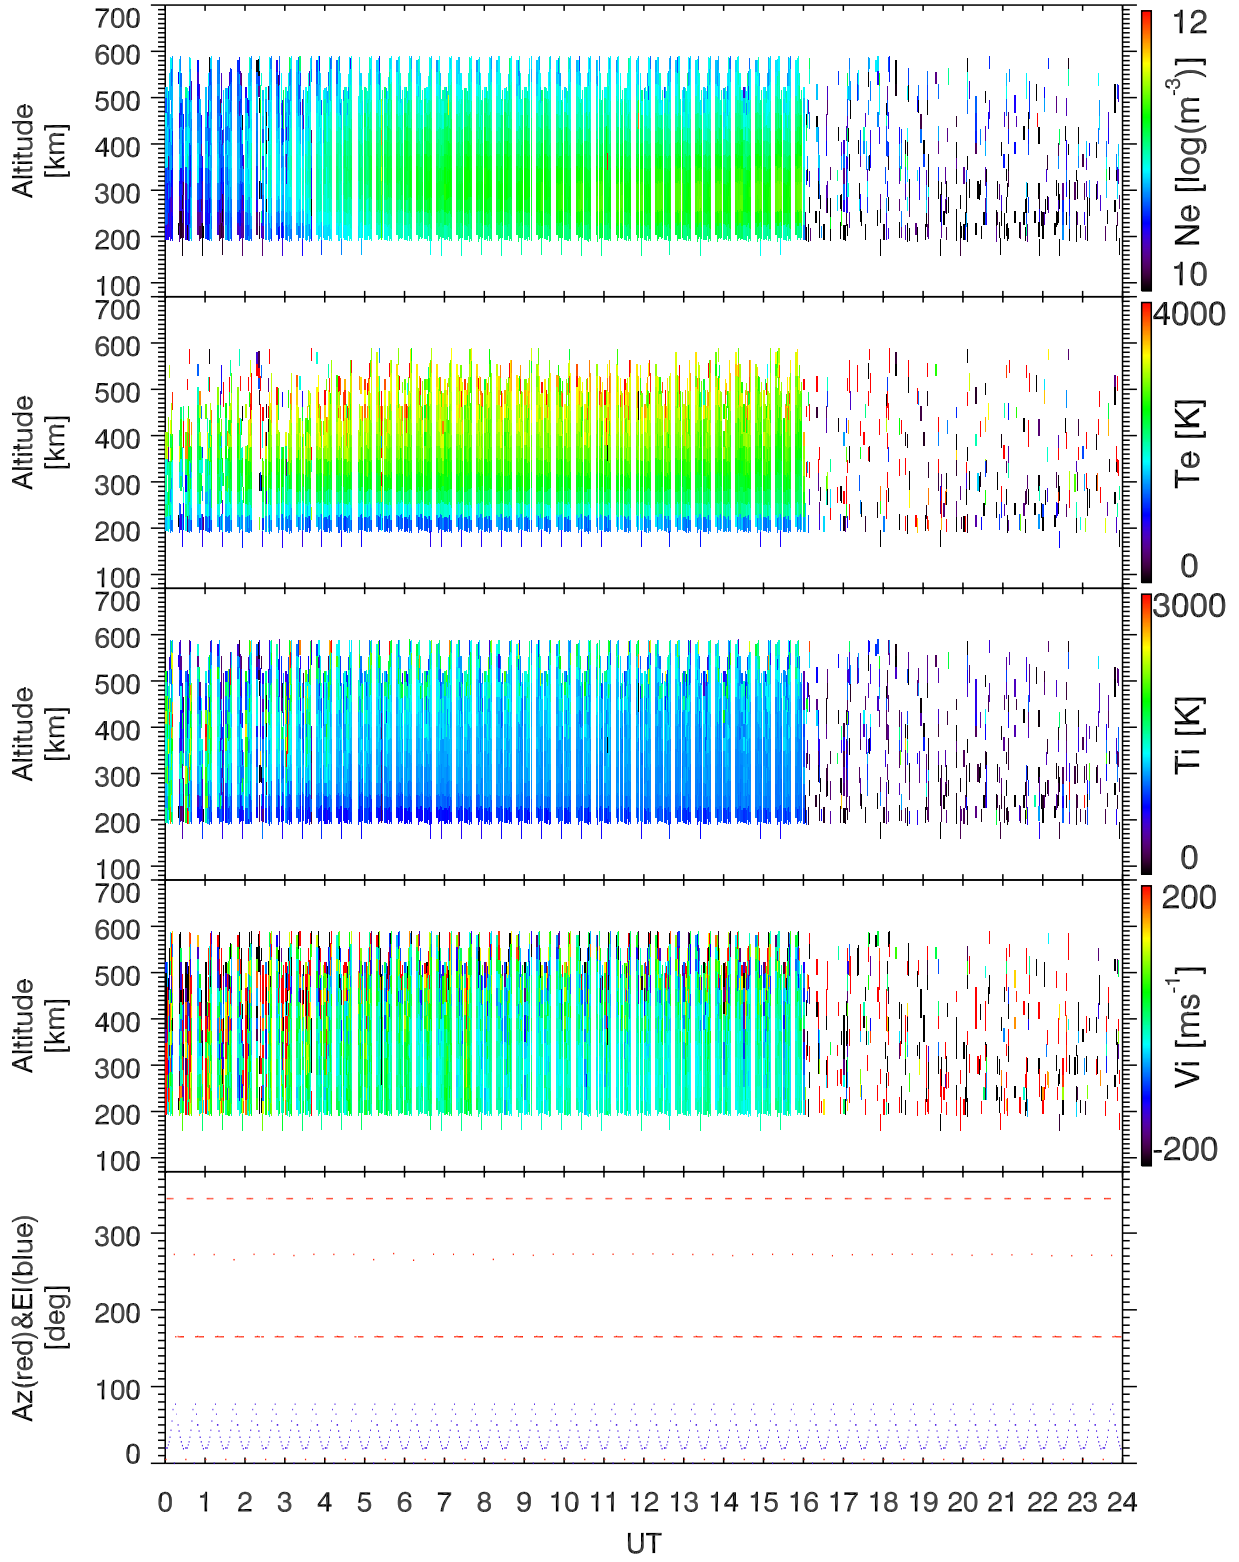 700
600
500
400
300
200
100
Altitude
[km]
12
Ne [log(m⁻³)]
10
700
600
500
400
300
200
100
Altitude
[km]
4000
Te [K]
0
700
600
500
400
300
200
100
Altitude
[km]
3000
Ti [K]
0
700
600
500
400
300
200
100
Altitude
[km]
200
Vi [ms⁻¹]
-200
300
200
100
0
Az(red)&El(blue)
[deg]
0 1 2 3 4 5 6 7 8 9 10 11 12 13 14 15 16 17 18 19 20 21 22 23 24
UT